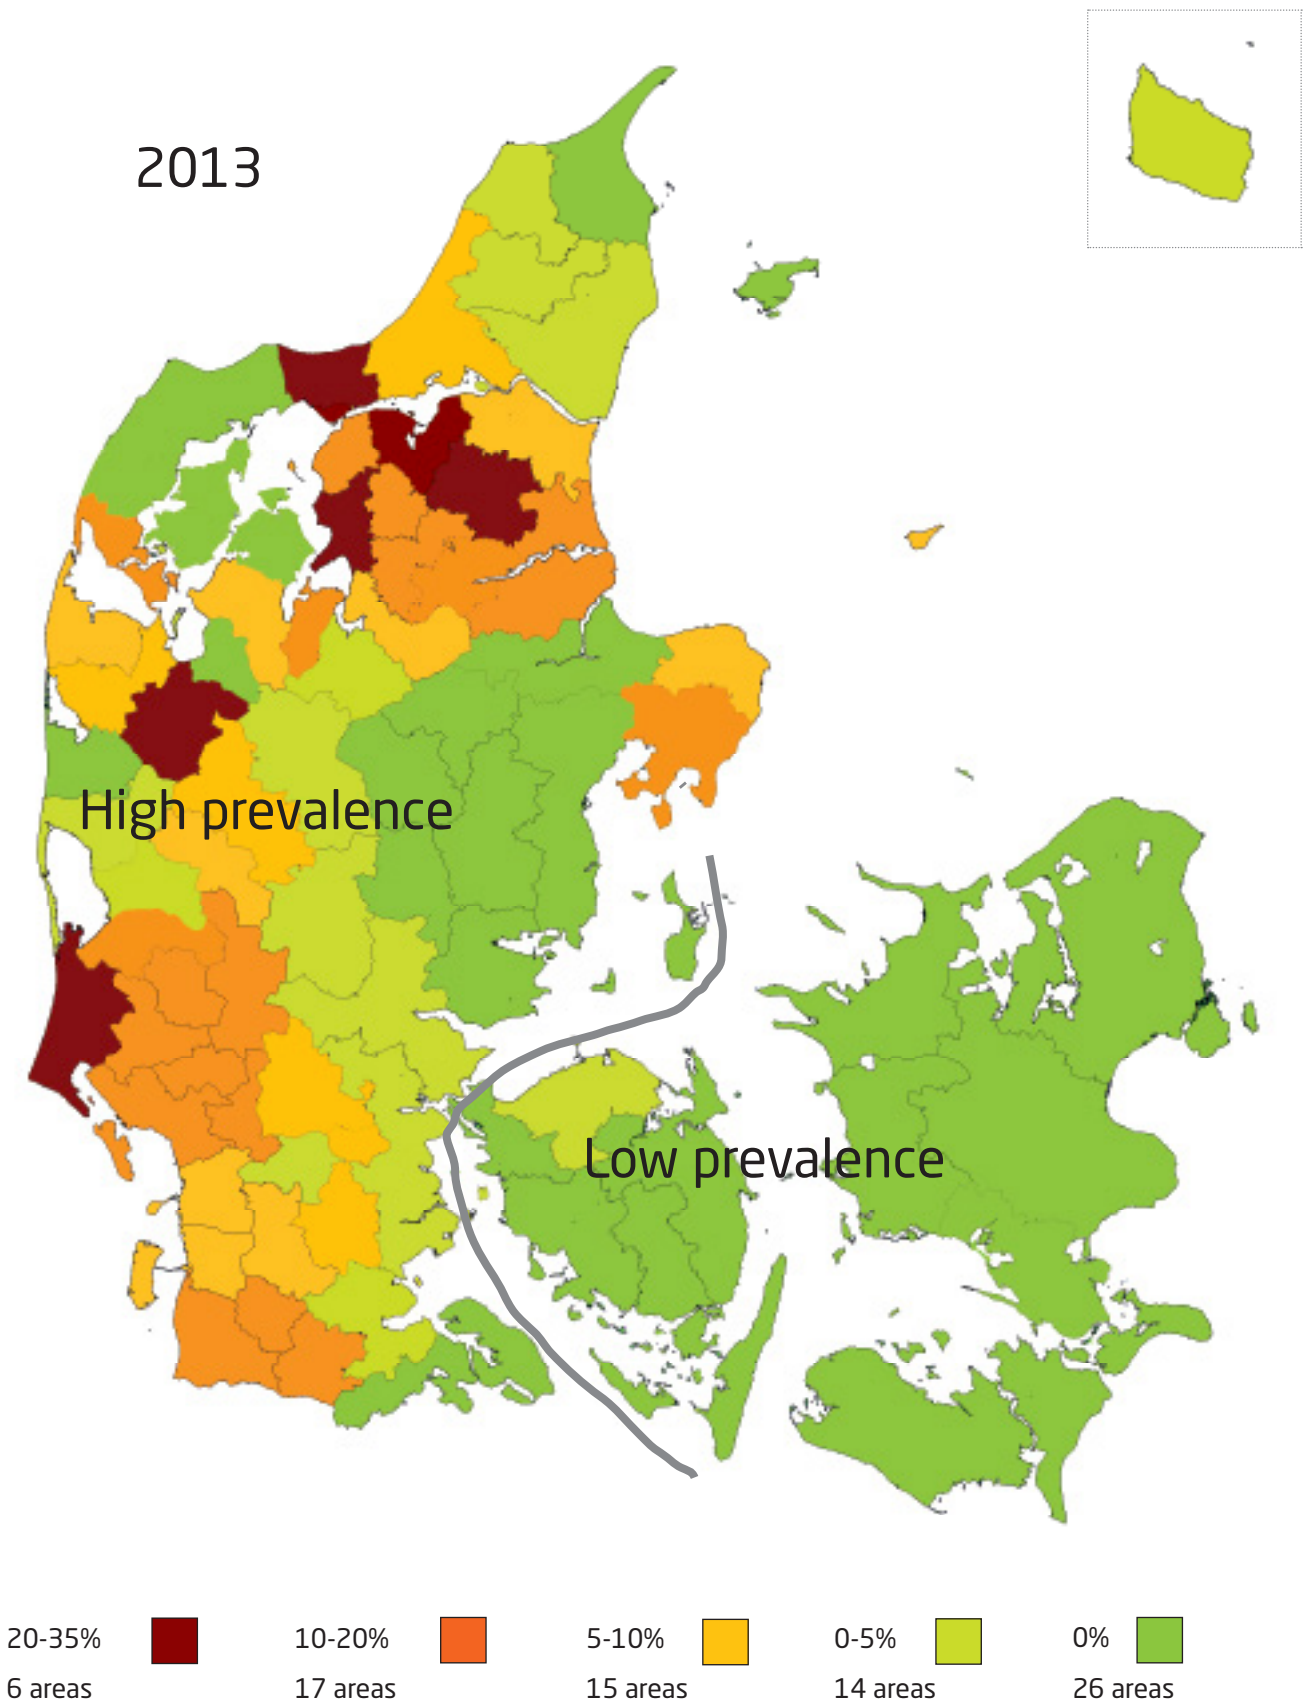 2013
High prevalence
Low prevalence
20-35% 10-20% 5-10% 0-5% 0%
6 areas 17 areas 15 areas 14 areas 26 areas